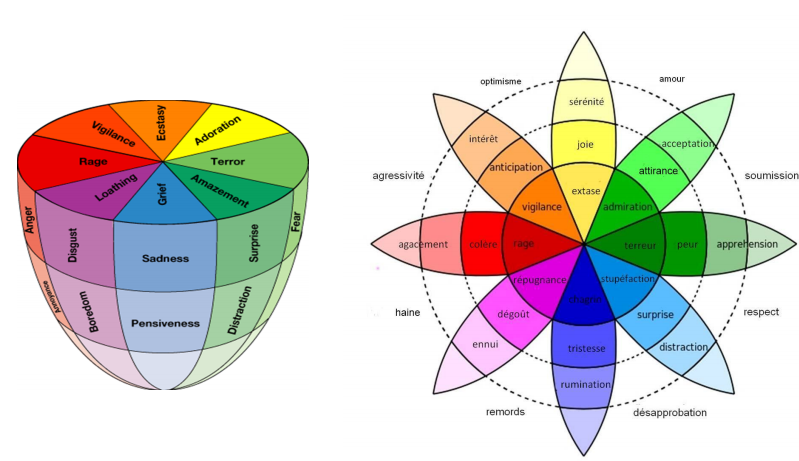 Ecstasy
Vigilance
Adoration
Rage
Terror
Loathing
Grief
Amazement
Anger
Disgust
Sadness
Surprise
Fear
Annoyance
Boredom
Pensiveness
Distraction
optimisme
amour
sérénité
intérêt
joie
acceptation
anticipation
attirance
agressivité
soumission
extase
vigilance
admiration
agacement
colère
rage
terreur
peur
appréhension
répugnance
stupéfaction
chagrin
haine
dégoût
surprise
respect
ennui
tristesse
distraction
rumination
remords
désapprobation